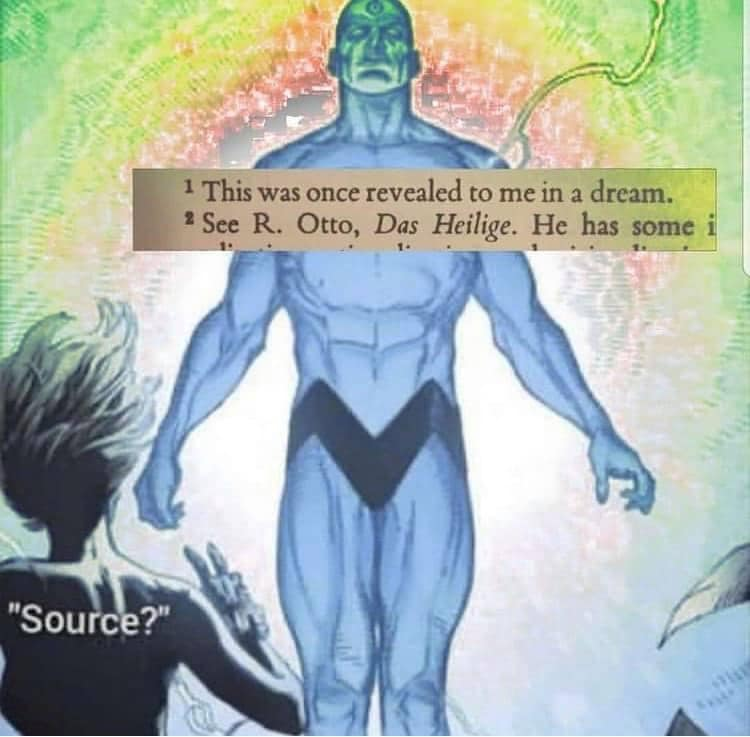 ¹ This was once revealed to me in a dream.
² See R. Otto, Das Heilige. He has some i
"Source?"